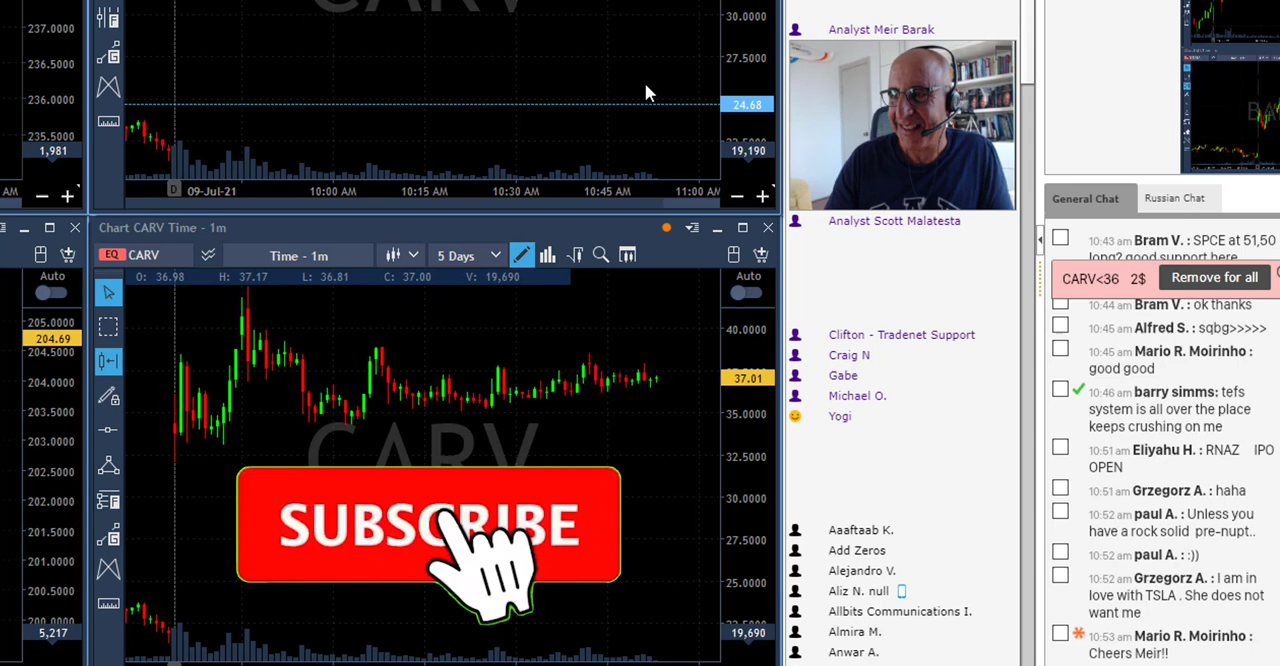 237.0000
236.5000
236.0000
235.5000
1,981
AM
CARV
30.0000
27.5000
24.68
19,190
D 09-Jul-21 10:00 AM 10:15 AM 10:30 AM 10:45 AM 11:00 AM
Chart CARV Time - 1m
EQ CARV Time - 1m 5 Days
Auto
O: 36.98 H: 37.17 L: 36.81 C: 37.00 V: 19,690
Auto
205.0000
204.69
204.5000
204.0000
203.5000
203.0000
202.5000
202.0000
201.5000
201.0000
200.5000
200.0000
5,217
40.0000
37.01
35.0000
32.5000
30.0000
27.5000
25.0000
19,690
CARV
SUBSCRIBE
Analyst Meir Barak
Analyst Scott Malatesta
Clifton - Tradenet Support
Craig N
Gabe
Michael O.
Yogi
Aaaftaab K.
Add Zeros
Alejandro V.
Aliz N. null
Allbits Communications I.
Almira M.
Anwar A.
General Chat Russian Chat
10:43 am Bram V. : SPCE at 51,50
long? good support here
CARV<36 2$ Remove for all
10:44 am Bram V. : ok thanks
10:45 am Alfred S. : sqbg>>>>>
10:45 am Mario R. Moirinho :
good good
10:46 am barry simms: tefs
system is all over the place
keeps crushing on me
10:51 am Eliyahu H. : RNAZ IPO
OPEN
10:51 am Grzegorz A. : haha
10:52 am paul A. : Unless you
have a rock solid pre-nupt..
10:52 am paul A. : :))
10:52 am Grzegorz A. : I am in
love with TSLA . She does not
want me
10:53 am Mario R. Moirinho :
Cheers Meir!!